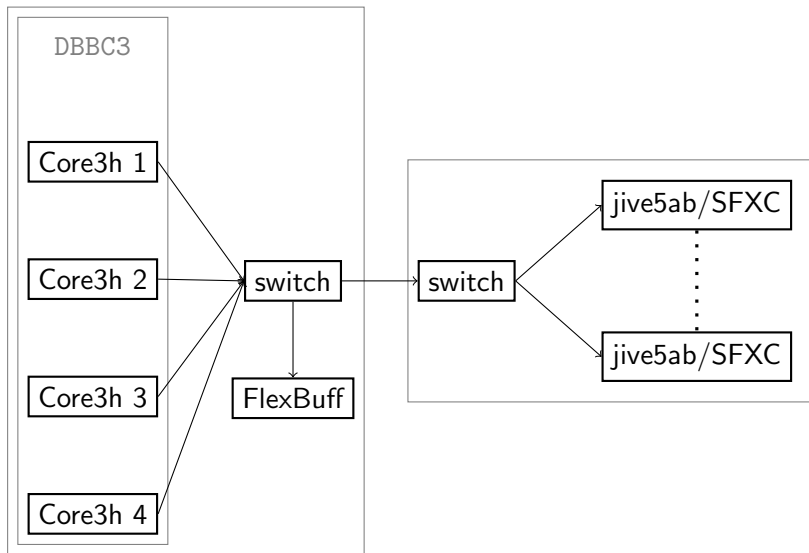 DBBC3
Core3h 1
Core3h 2
Core3h 3
Core3h 4
switch
FlexBuff
switch
jive5ab/SFXC
jive5ab/SFXC